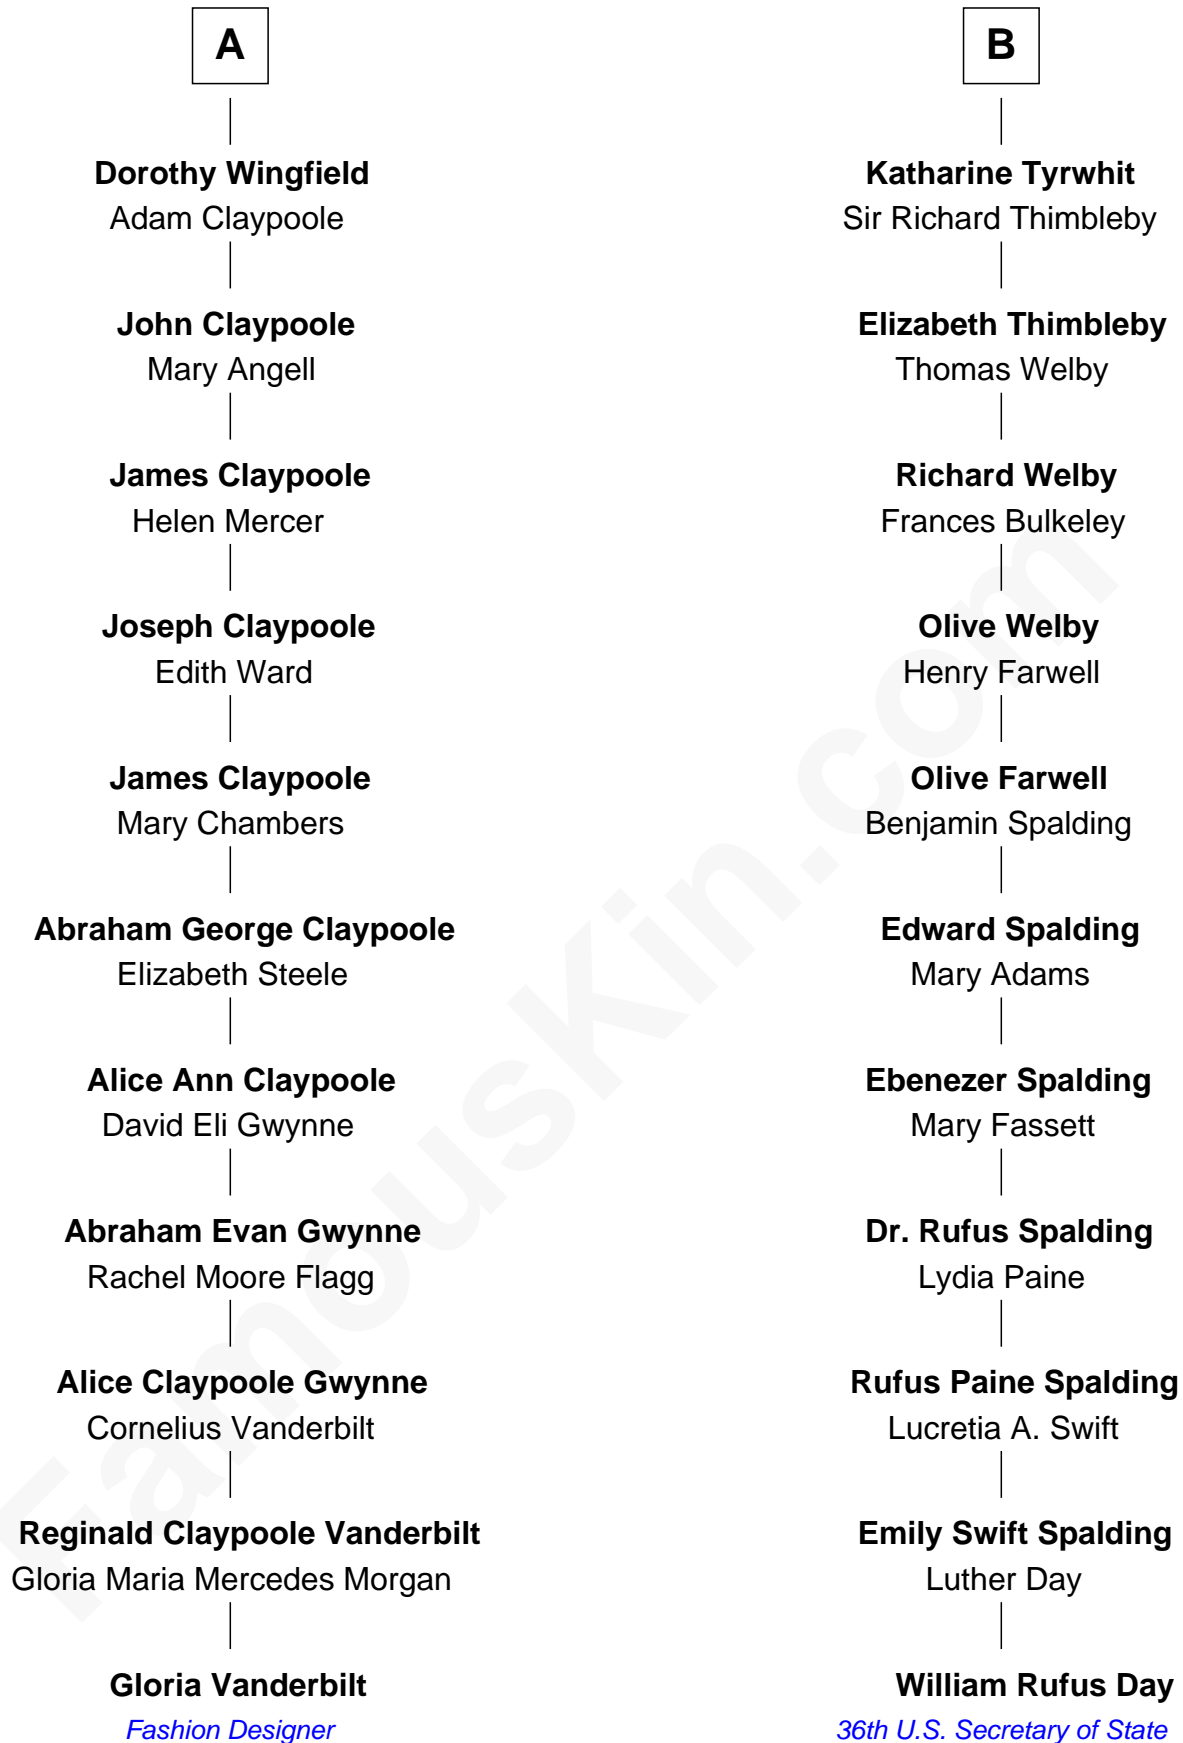 A
Dorothy Wingfield
Adam Claypoole
John Claypoole
Mary Angell
James Claypoole
Helen Mercer
Joseph Claypoole
Edith Ward
James Claypoole
Mary Chambers
Abraham George Claypoole
Elizabeth Steele
Alice Ann Claypoole
David Eli Gwynne
Abraham Evan Gwynne
Rachel Moore Flagg
Alice Claypoole Gwynne
Cornelius Vanderbilt
Reginald Claypoole Vanderbilt
Gloria Maria Mercedes Morgan
Gloria Vanderbilt
Fashion Designer
B
Katharine Tyrwhit
Sir Richard Thimbleby
Elizabeth Thimbleby
Thomas Welby
Richard Welby
Frances Bulkeley
Olive Welby
Henry Farwell
Olive Farwell
Benjamin Spalding
Edward Spalding
Mary Adams
Ebenezer Spalding
Mary Fassett
Dr. Rufus Spalding
Lydia Paine
Rufus Paine Spalding
Lucretia A. Swift
Emily Swift Spalding
Luther Day
William Rufus Day
36th U.S. Secretary of State
FamousKin.com